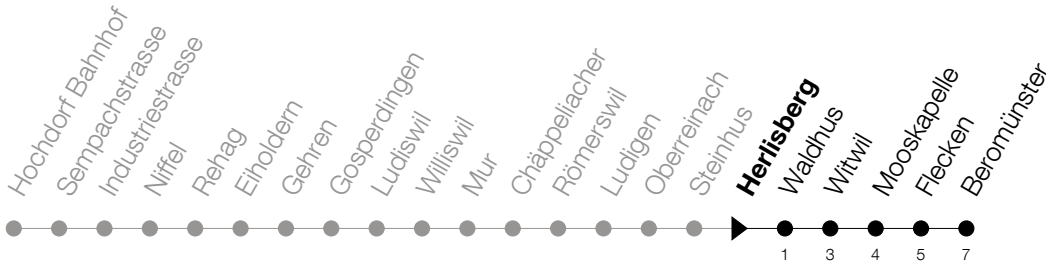 Hochdorf Bahnhof
Sempachstrasse
Industriestrasse
Niffel
Rehag
Eiholdern
Gehren
Gosperdingen
Ludiswil
Williswil
Mur
Chäppeliacher
Römerswil
Ludigen
Oberreinach
Steinhus
Herlisberg
Waldhus
Witwil
Mooskapelle
Flecken
Beromünster
1 3 4 5 7